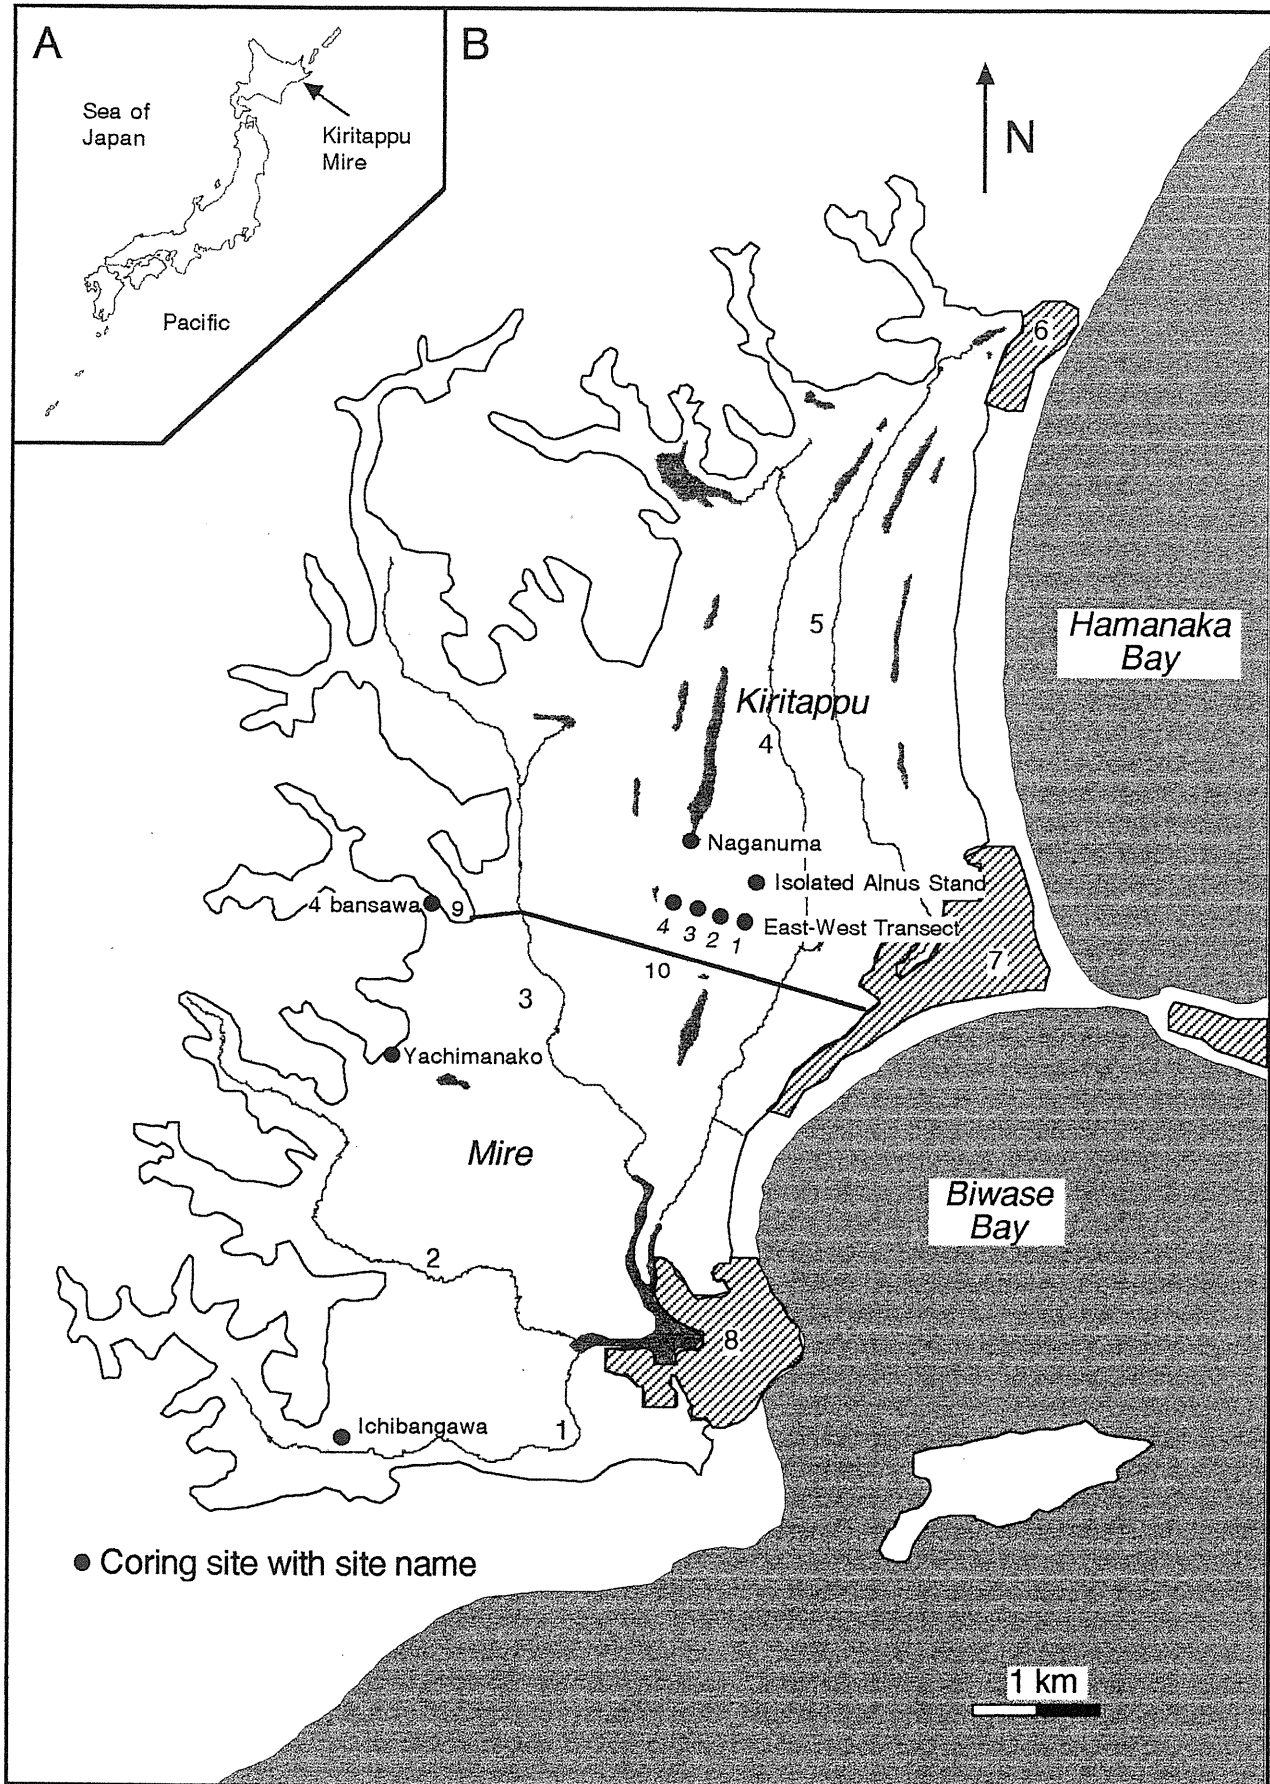 A
B
Sea of
Japan
Kiritappu
Mire
Pacific
N
6
5
Hamanaka
Bay
Kiritappu
4
Naganuma
Isolated Alnus Stand
4̂ bansawa
9
4
3
2
1
East-West Transect
10
7
3
Yachimanako
Mire
Biwase
Bay
2
8
Ichibangawa
1
Coring site with site name
1 km